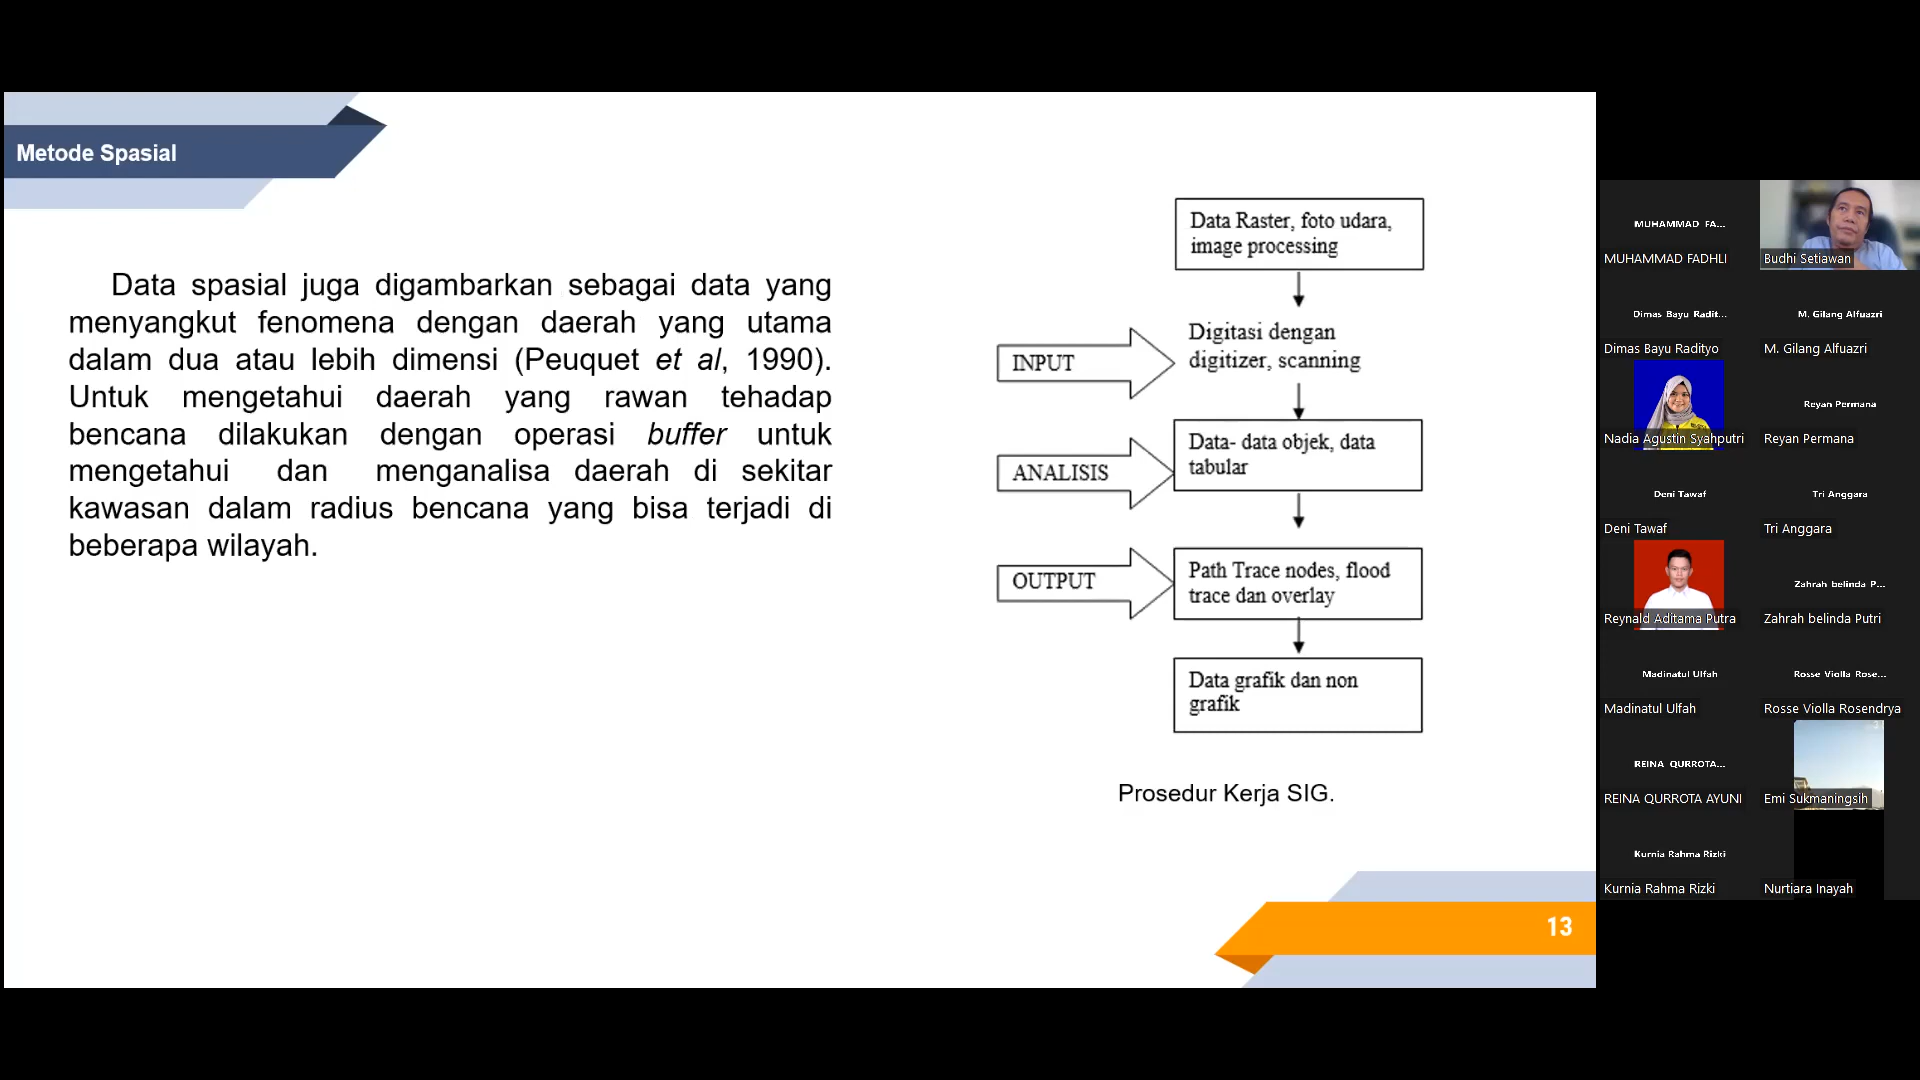 Metode Spasial
Data spasial juga digambarkan sebagai data yang
menyangkut fenomena dengan daerah yang utama
dalam dua atau lebih dimensi (Peuquet et al, 1990).
Untuk mengetahui daerah yang rawan tehadap
bencana dilakukan dengan operasi buffer untuk
mengetahui dan menganalisa daerah di sekitar
kawasan dalam radius bencana yang bisa terjadi di
beberapa wilayah.
Data Raster, foto udara,
image processing
INPUT
Digitasi dengan
digitizer, scanning
ANALISIS
Data- data objek, data
tabular
OUTPUT
Path Trace nodes, flood
trace dan overlay
Data grafik dan non
grafik
Prosedur Kerja SIG.
13
MUHAMMAD FA...
MUHAMMAD FADHLI
Budhi Setiawan
Dimas Bayu Radit...
Dimas Bayu Radityo
M. Gilang Alfuazri
M. Gilang Alfuazri
Nadia Agustin Syahputri
Reyan Permana
Reyan Permana
Deni Tawaf
Deni Tawaf
Tri Anggara
Tri Anggara
Reynald Aditama Putra
Zahrah belinda P...
Zahrah belinda Putri
Madinatul Ulfah
Madinatul Ulfah
Rosse Violla Rose...
Rosse Violla Rosendrya
REINA QURROTA...
REINA QURROTA AYUNI
Emi Sukmaningsih
Kurnia Rahma Rizki
Kurnia Rahma Rizki
Nurtiara Inayah